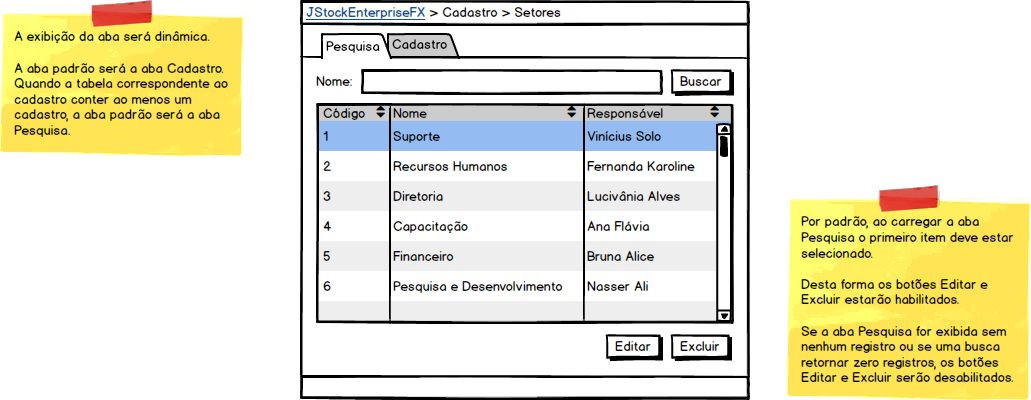 A exibição da aba será dinâmica.
A aba padrão será a aba Cadastro.
Quando a tabela correspondente ao
cadastro conter ao menos um
cadastro, a aba padrão será a aba
Pesquisa.
JStockEnterpriseFX > Cadastro > Setores
Pesquisa Cadastro
Nome: Buscar
Código Nome Responsável
1 Suporte Vinícius Solo
2 Recursos Humanos Fernanda Karoline
3 Diretoria Lucivânia Alves
4 Capacitação Ana Flávia
5 Financeiro Bruna Alice
6 Pesquisa e Desenvolvimento Nasser Ali
Editar Excluir
Por padrão, ao carregar a aba
Pesquisa o primeiro item deve estar
selecionado.
Desta forma os botões Editar e
Excluir estarão habilitados.
Se a aba Pesquisa for exibida sem
nenhum registro ou se uma busca
retornar zero registros, os botões
Editar e Excluir serão desabilitados.